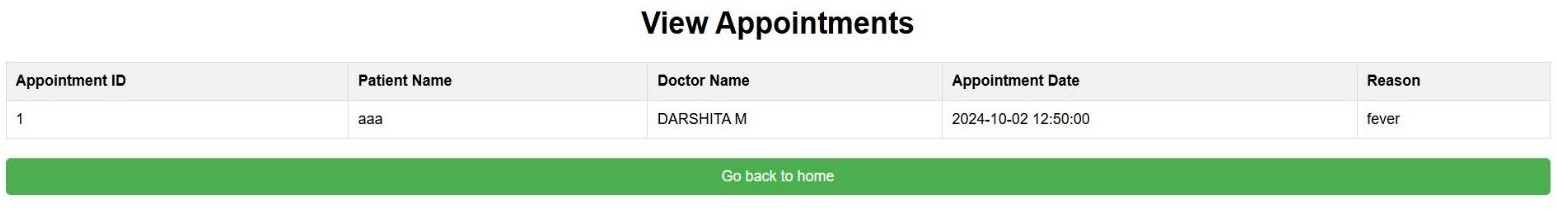 View Appointments
Appointment ID Patient Name Doctor Name Appointment Date Reason
1 aaa DARSHITA M 2024-10-02 12:50:00 fever
Go back to home